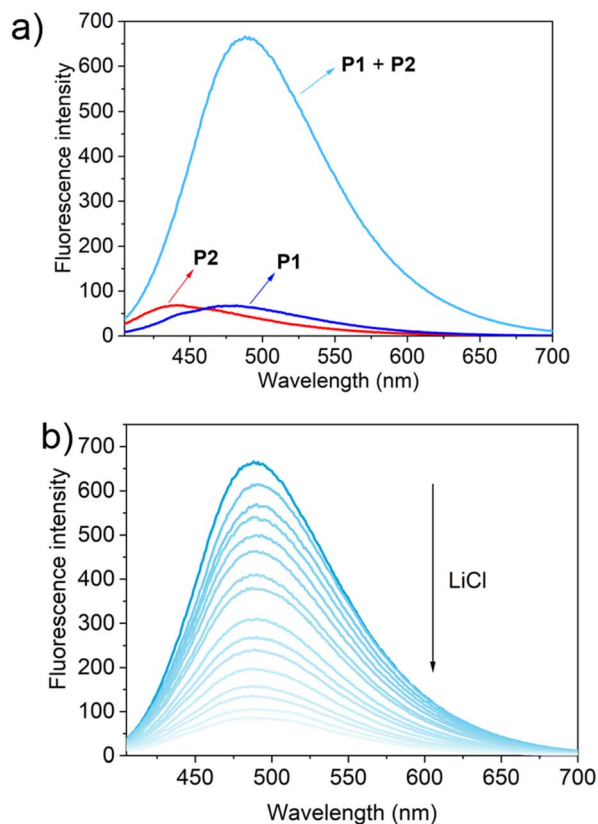 a)
700
600
500
400
300
200
100
0
Fluorescence intensity
P1 + P2
P2
P1
450 500 550 600 650 700
Wavelength (nm)
b)
700
600
500
400
300
200
100
0
Fluorescence intensity
LiCl
450 500 550 600 650 700
Wavelength (nm)